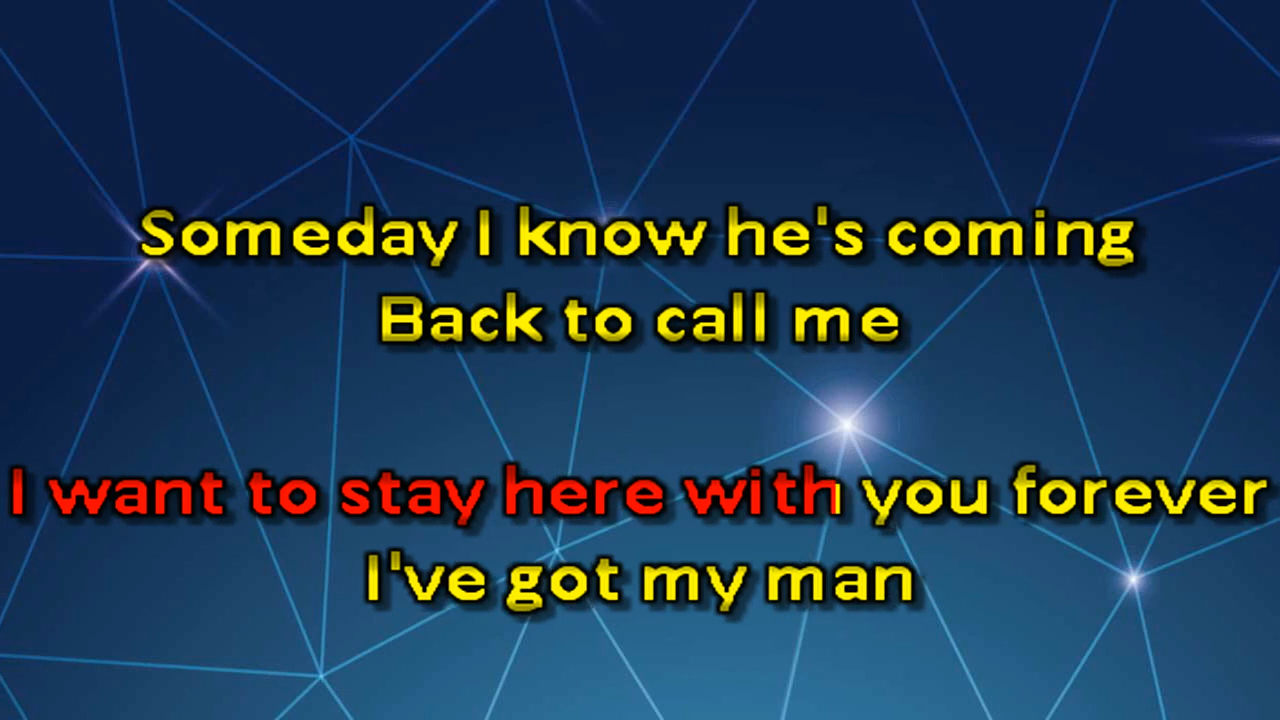 Someday I know he's coming
Back to call me
I want to stay here with you forever
I've got my man